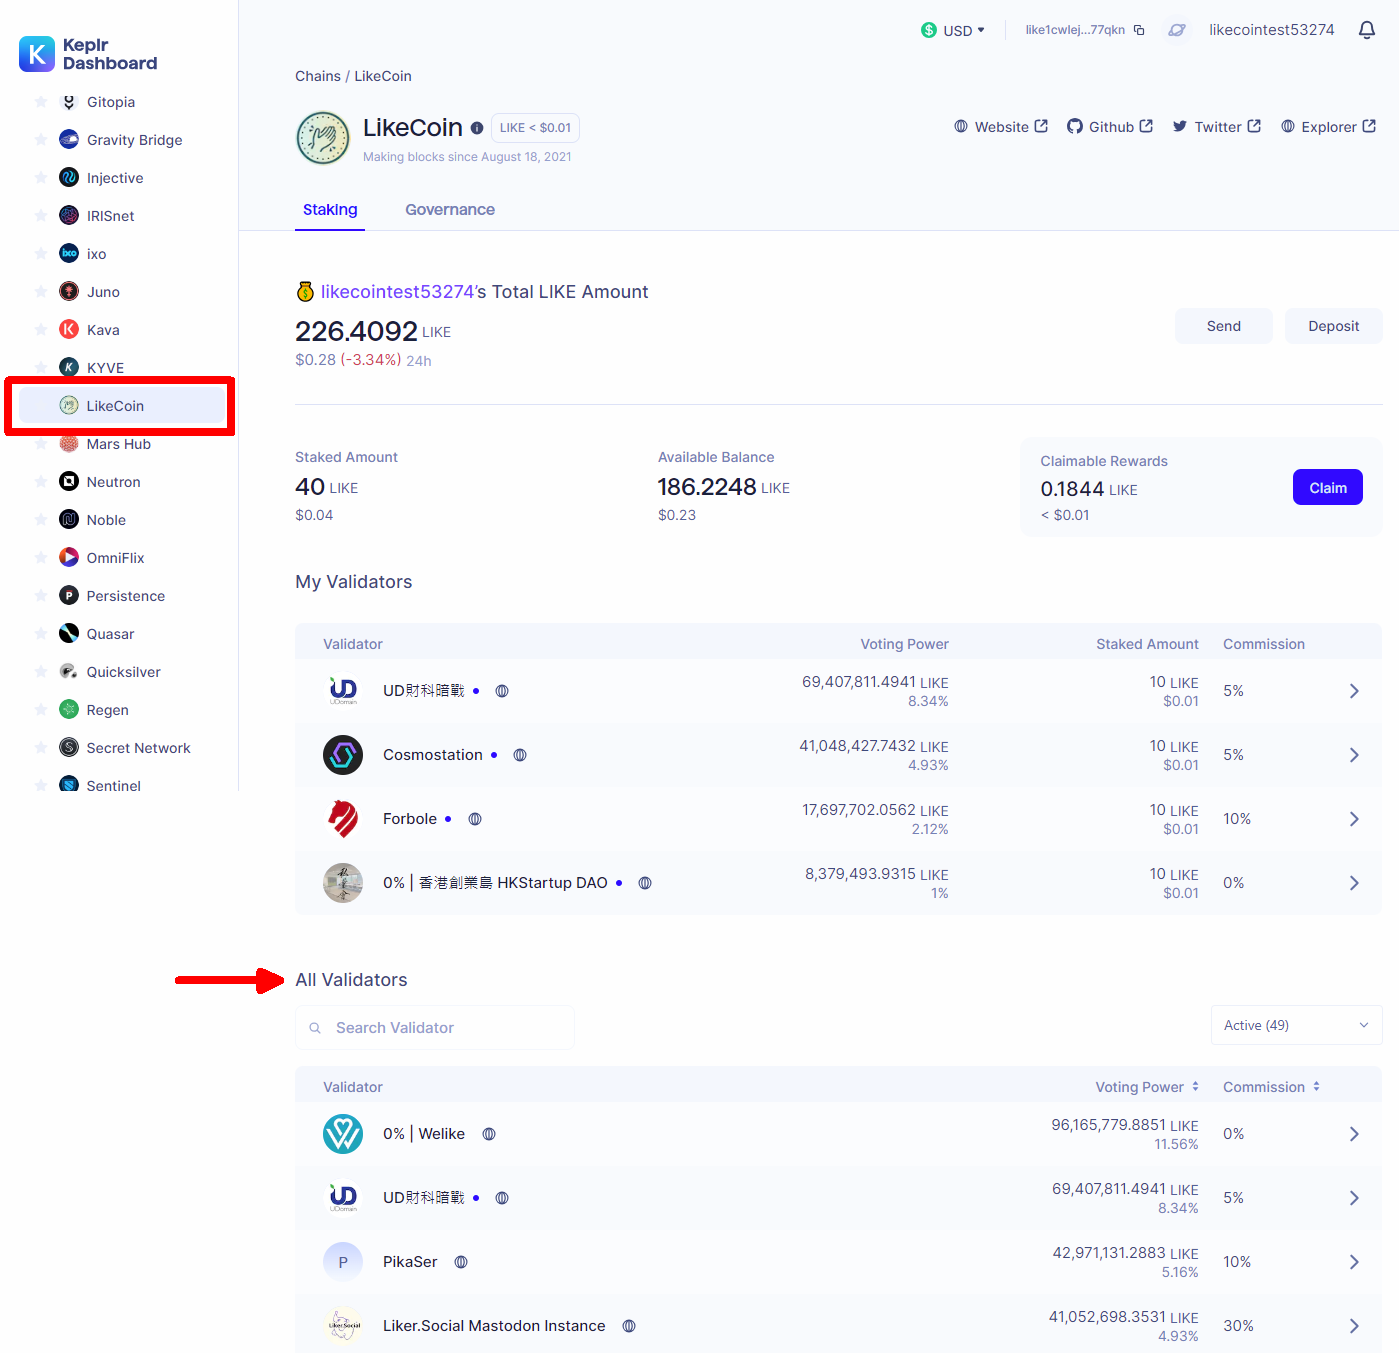 Keplr
Dashboard
Gitopia
Gravity Bridge
Injective
IRISnet
ixo
Juno
Kava
KYVE
LikeCoin
Mars Hub
Neutron
Noble
OmniFlix
Persistence
Quasar
Quicksilver
Regen
Secret Network
Sentinel
USD
like1cwlej...77qkn
likecointest53274
Chains / LikeCoin
LikeCoin
LIKE < $0.01
Making blocks since August 18, 2021
Website
Github
Twitter
Explorer
Staking
Governance
likecointest53274's Total LIKE Amount
226.4092 LIKE
$0.28 (-3.34%) 24h
Send
Deposit
Staked Amount
40 LIKE
$0.04
Available Balance
186.2248 LIKE
$0.23
Claimable Rewards
0.1844 LIKE
< $0.01
Claim
My Validators
Validator Voting Power Staked Amount Commission
UD
UDomain
UD財科暗戰
69,407,811.4941 LIKE
8.34%
10 LIKE
$0.01
5%
Cosmostation
41,048,427.7432 LIKE
4.93%
10 LIKE
$0.01
5%
Forbole
17,697,702.0562 LIKE
2.12%
10 LIKE
$0.01
10%
0% | 香港創業島 HKStartup DAO
8,379,493.9315 LIKE
1%
10 LIKE
$0.01
0%
All Validators
Search Validator
Active (49)
Validator Voting Power Commission
0% | Welike
96,165,779.8851 LIKE
11.56%
0%
UD
UDomain
UD財科暗戰
69,407,811.4941 LIKE
8.34%
5%
P
PikaSer
42,971,131.2883 LIKE
5.16%
10%
Liker.Social
Liker.Social Mastodon Instance
41,052,698.3531 LIKE
4.93%
30%